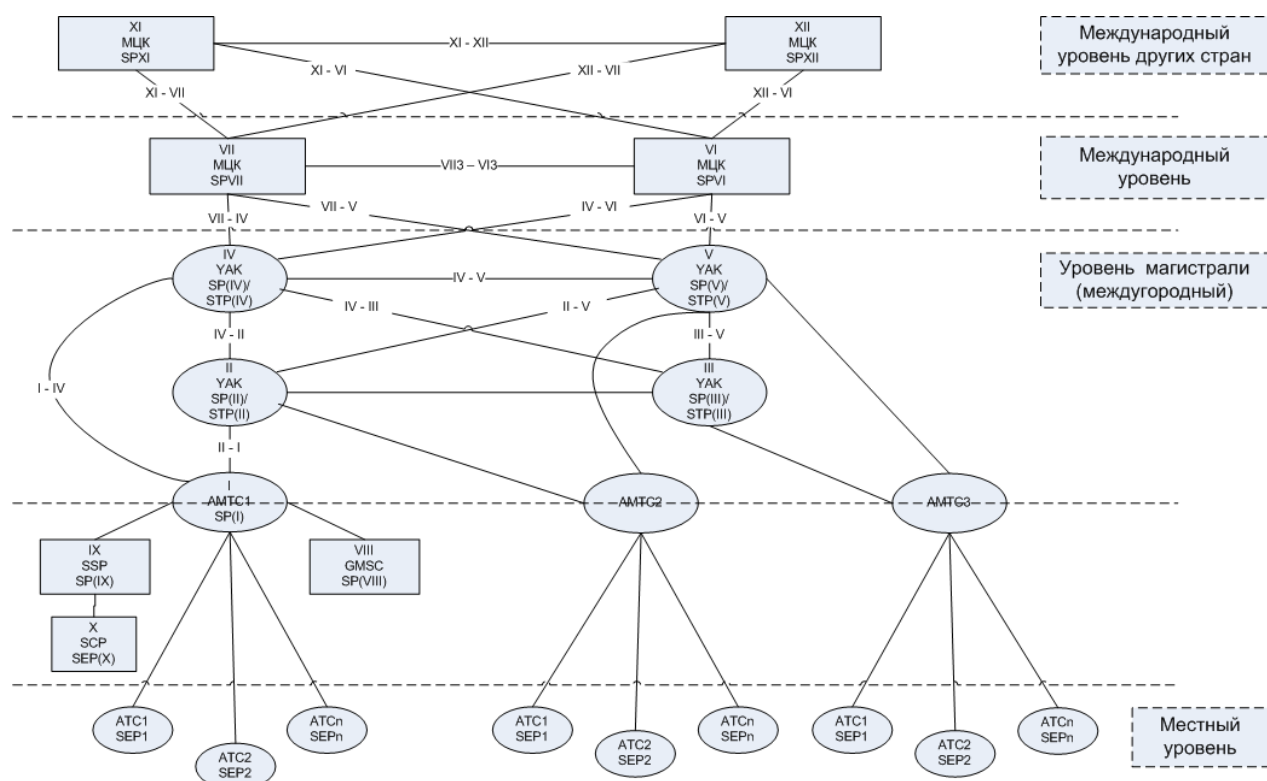 XI
МЦК
SPXI
XI - XII
XII
МЦК
SPXII
Международный
уровень других стран
XI - VI
XII - VII
XI - VII
XII - VI
VII
МЦК
SPVII
VII3 – VI3
VI
МЦК
SPVI
Международный
уровень
VII - IV
VII - V
IV - VI
VI - V
IV
YAK
SP(IV)/
STP(IV)
IV - V
V
YAK
SP(V)/
STP(V)
Уровень магистрали
(междугородный)
IV - III
II - V
IV - II
III - V
I - IV
II
YAK
SP(II)/
STP(II)
III
YAK
SP(III)/
STP(III)
II - I
I
АМТС1
SP(I)
АМТС2
АМТС3
IX
SSP
SP(IX)
VIII
GMSC
SP(VIII)
X
SCP
SEP(X)
АТС1
SEP1
АТС2
SEP2
АТСn
SEPn
АТС1
SEP1
АТС2
SEP2
АТСn
SEPn
АТС1
SEP1
АТС2
SEP2
АТСn
SEPn
Местный
уровень